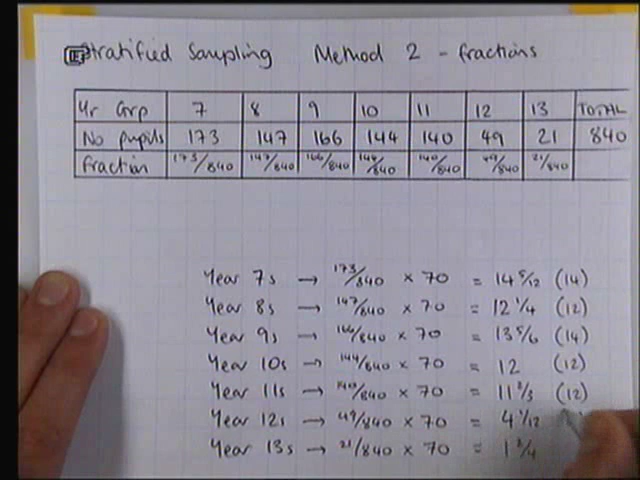 Stratified Sampling Method 2 - fractions
Yr Grp 7 8 9 10 11 12 13 TOTAL
No pupils 173 147 166 144 140 49 21 840
fraction 173/840 147/840 166/840 144/840 140/840 49/840 21/840
Year 7s → 173/840 × 70 = 14 5/12 (14)
Year 8s → 147/840 × 70 = 12 1/4 (12)
Year 9s → 166/840 × 70 = 13 5/6 (14)
Year 10s → 144/840 × 70 = 12 (12)
Year 11s → 140/840 × 70 = 11 2/3 (12)
Year 12s → 49/840 × 70 = 4 1/12
Year 13s → 21/840 × 70 = 1 3/4